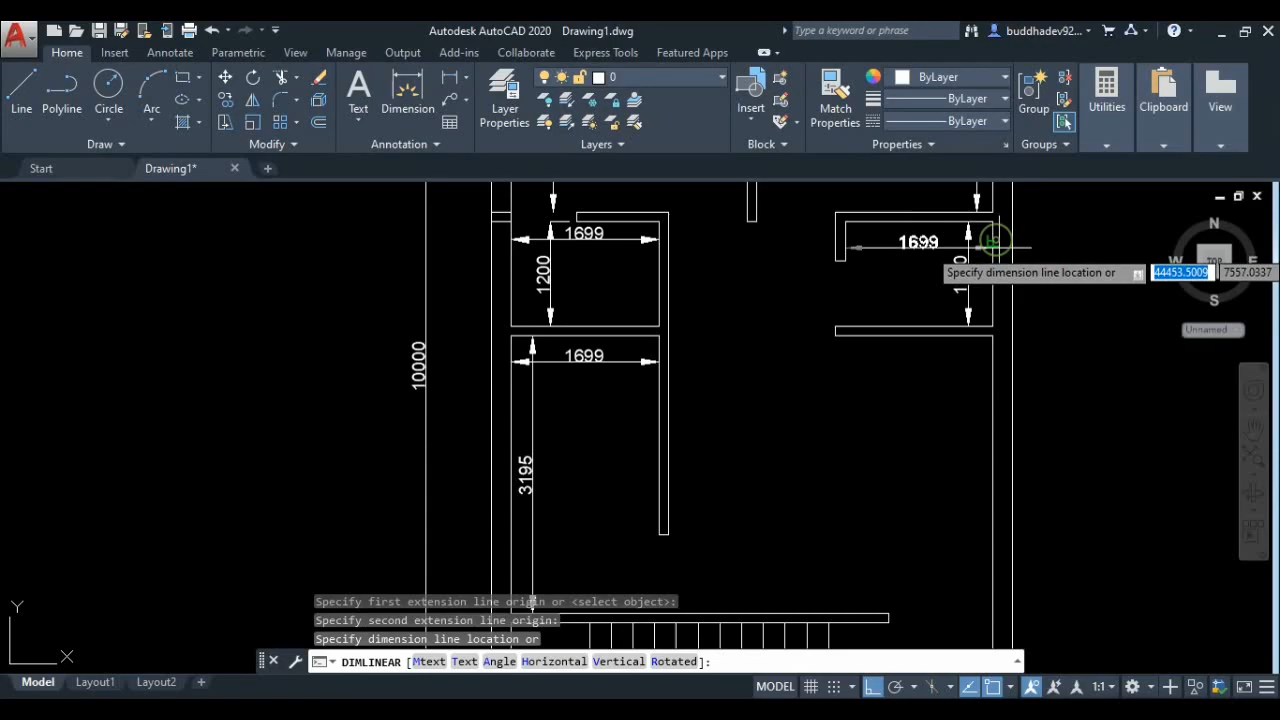 Autodesk AutoCAD 2020 Drawing1.dwg
Type a keyword or phrase
buddhadev92...
Home Insert Annotate Parametric View Manage Output Add-ins Collaborate Express Tools Featured Apps
0
ByLayer
ByLayer
ByLayer
Line Polyline Circle Arc Text Dimension Layer Properties Insert Match Properties Group Utilities Clipboard View
Draw Modify Annotation Layers Block Properties Groups
Start Drawing1*
N
W TOP E
S
Unnamed
1699
1699
1200
Specify dimension line location or 44453.5009 7557.0337
1699
10000
3195
Specify first extension line origin or <select object>:
Specify second extension line origin:
Specify dimension line location or
DIMLINEAR [Mtext Text Angle Horizontal Vertical Rotated]:
Y
X
Model Layout1 Layout2 +
MODEL 1:1